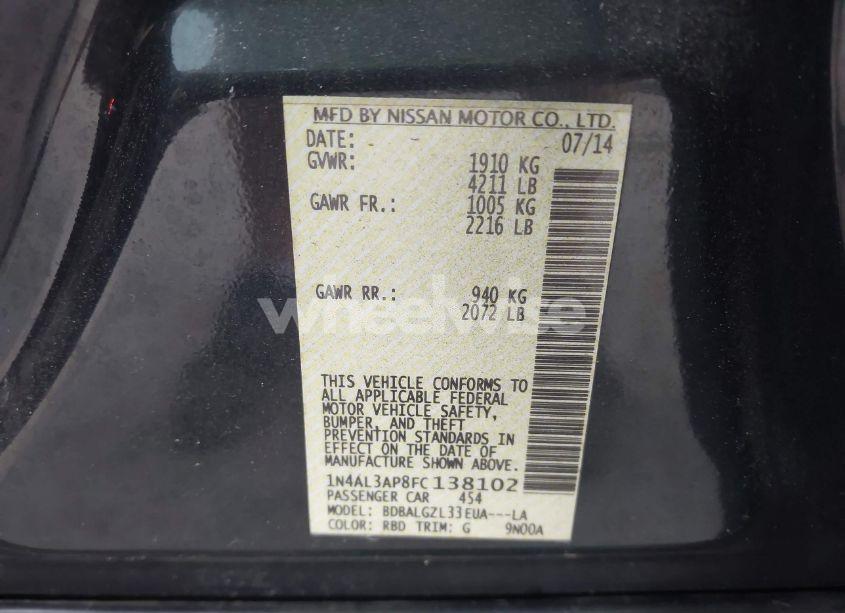 MFD BY NISSAN MOTOR CO., LTD.
DATE: 07/14
GVWR: 1910 KG
4211 LB
GAWR FR.: 1005 KG
2216 LB
GAWR RR.: 940 KG
2072 LB
wheelwise
THIS VEHICLE CONFORMS TO
ALL APPLICABLE FEDERAL
MOTOR VEHICLE SAFETY,
BUMPER, AND THEFT
PREVENTION STANDARDS IN
EFFECT ON THE DATE OF
MANUFACTURE SHOWN ABOVE.
1N4AL3AP8FC138102
PASSENGER CAR 454
MODEL: BDBALGZL33EUA---LA
COLOR: RBD TRIM: G 9N00A